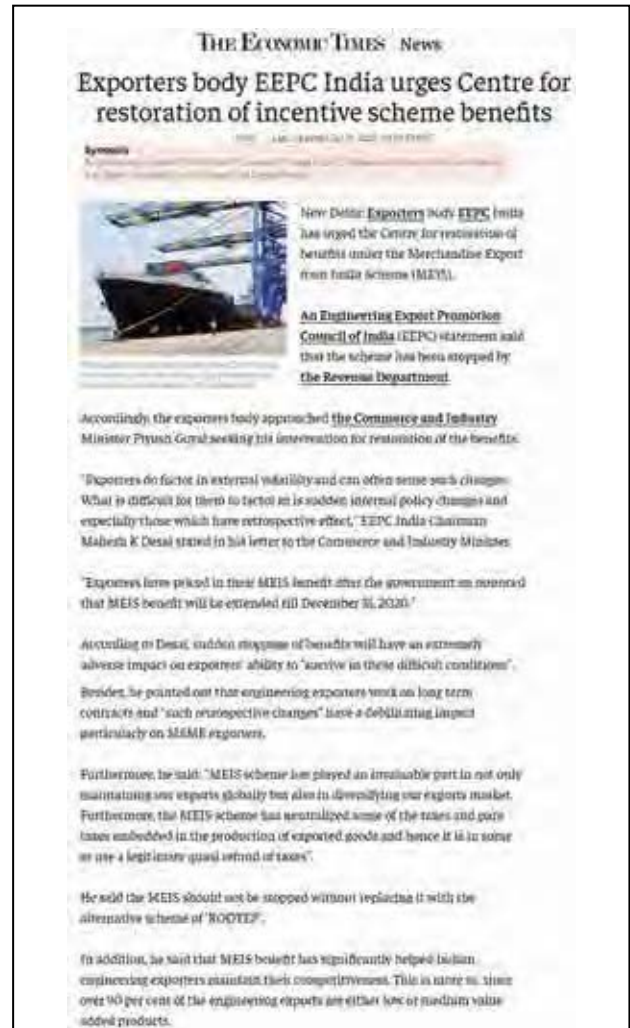 THE ECONOMIC TIMES News
Exporters body EEPC India urges Centre for
restoration of incentive scheme benefits
Synopsis
New Delhi: Exporters body EEPC India
has urged the Centre for restoration of
benefits under the Merchandise Export
from India Scheme (MEIS).
An Engineering Export Promotion
Council of India (EEPC) statement said
that the scheme has been stopped by
the Revenue Department.
Accordingly, the exporters body approached the Commerce and Industry
Minister Piyush Goyal seeking his intervention for restoration of the benefits.
"Exporters do factor in external volatility and can often sense such changes.
What is difficult for them to factor in is sudden internal policy changes and
especially those which have retrospective effect," EEPC India Chairman
Mahesh K Desai stated in his letter to the Commerce and Industry Minister.
"Exporters have priced in their MEIS benefit after the government announced
that MEIS benefit will be extended till December 31, 2020."
According to Desai, sudden stoppage of benefits will have an extremely
adverse impact on exporters' ability to "survive in these difficult conditions".
Besides, he pointed out that engineering exporters work on long term
contracts and "such retrospective changes" have a debilitating impact
particularly on MSME exporters.
Furthermore, he said: "MEIS scheme has played an invaluable part in not only
maintaining our exports globally but also in diversifying our exports market.
Furthermore, the MEIS scheme has neutralized some of the taxes and para
taxes embedded in the production of exported goods and hence it is in some
use a legitimate quasi refund of taxes".
He said the MEIS should not be stopped without replacing it with the
alternative scheme of
In addition, he said that MEIS benefit has significantly helped Indian
engineering exporters maintain their competitiveness. This is more so, since
over 90 per cent of the engineering exports are either low or medium value
added products.